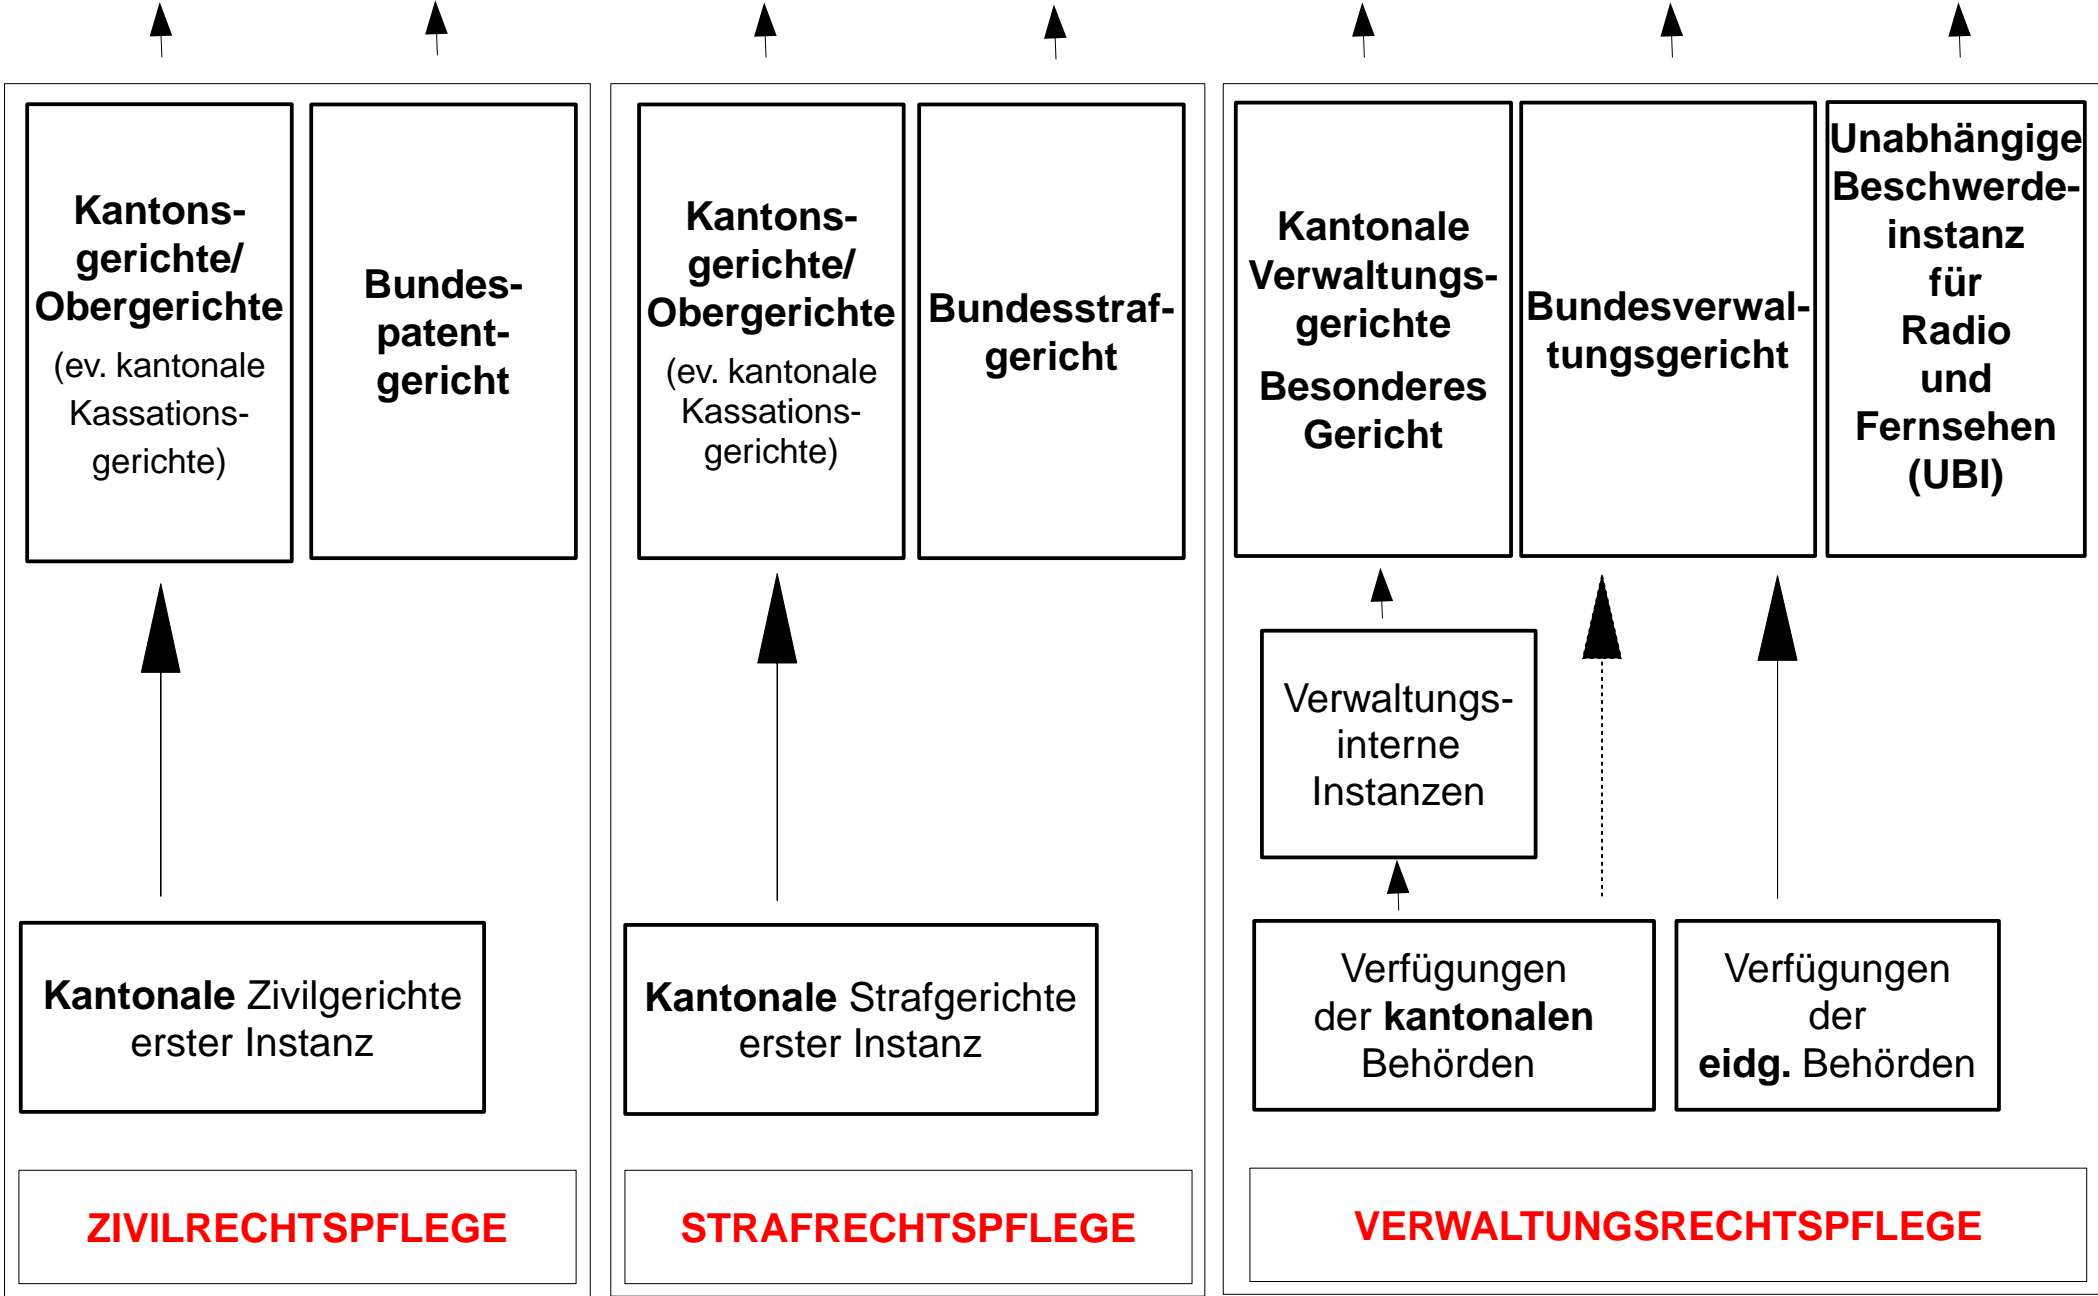 Kantons-
gerichte/
Obergerichte
(ev. kantonale
Kassations-
gerichte)
Bundes-
patent-
gericht
Kantonale Zivilgerichte
erster Instanz
ZIVILRECHTSPFLEGE
Kantons-
gerichte/
Obergerichte
(ev. kantonale
Kassations-
gerichte)
Bundesstraf-
gericht
Kantonale Strafgerichte
erster Instanz
STRAFRECHTSPFLEGE
Kantonale
Verwaltungs-
gerichte
Besonderes
Gericht
Bundesverwal-
tungsgericht
Unabhängige
Beschwerde-
instanz
für
Radio
und
Fernsehen
(UBI)
Verwaltungs-
interne
Instanzen
Verfügungen
der kantonalen
Behörden
Verfügungen
der
eidg. Behörden
VERWALTUNGSRECHTSPFLEGE